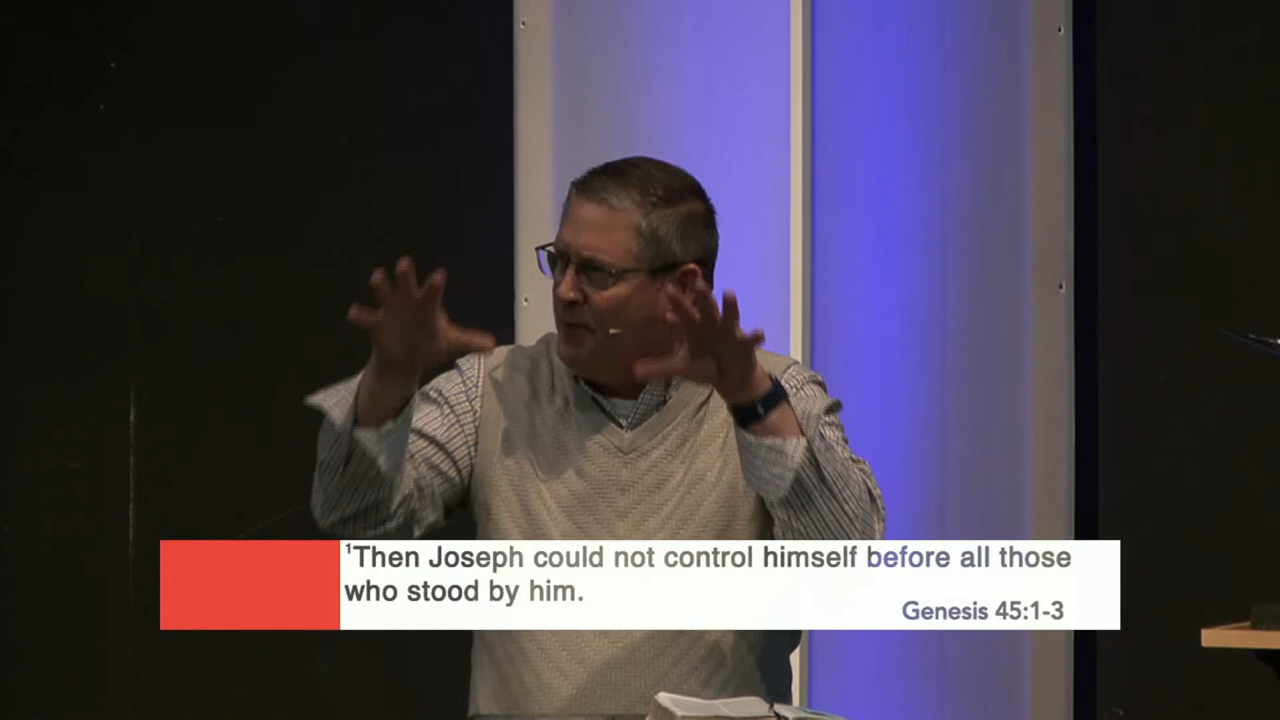 ¹Then Joseph could not control himself before all those
who stood by him.
Genesis 45:1-3